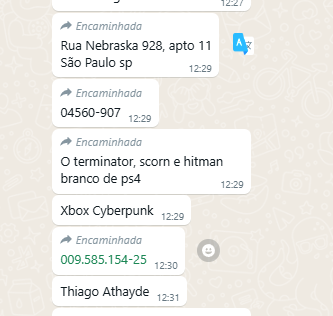 12:27
Encaminhada
Rua Nebraska 928, apto 11
São Paulo sp
12:29
Encaminhada
04560-907
12:29
Encaminhada
O terminator, scorn e hitman
branco de ps4
12:29
Xbox Cyberpunk
12:29
Encaminhada
009.585.154-25
12:30
Thiago Athayde
12:31